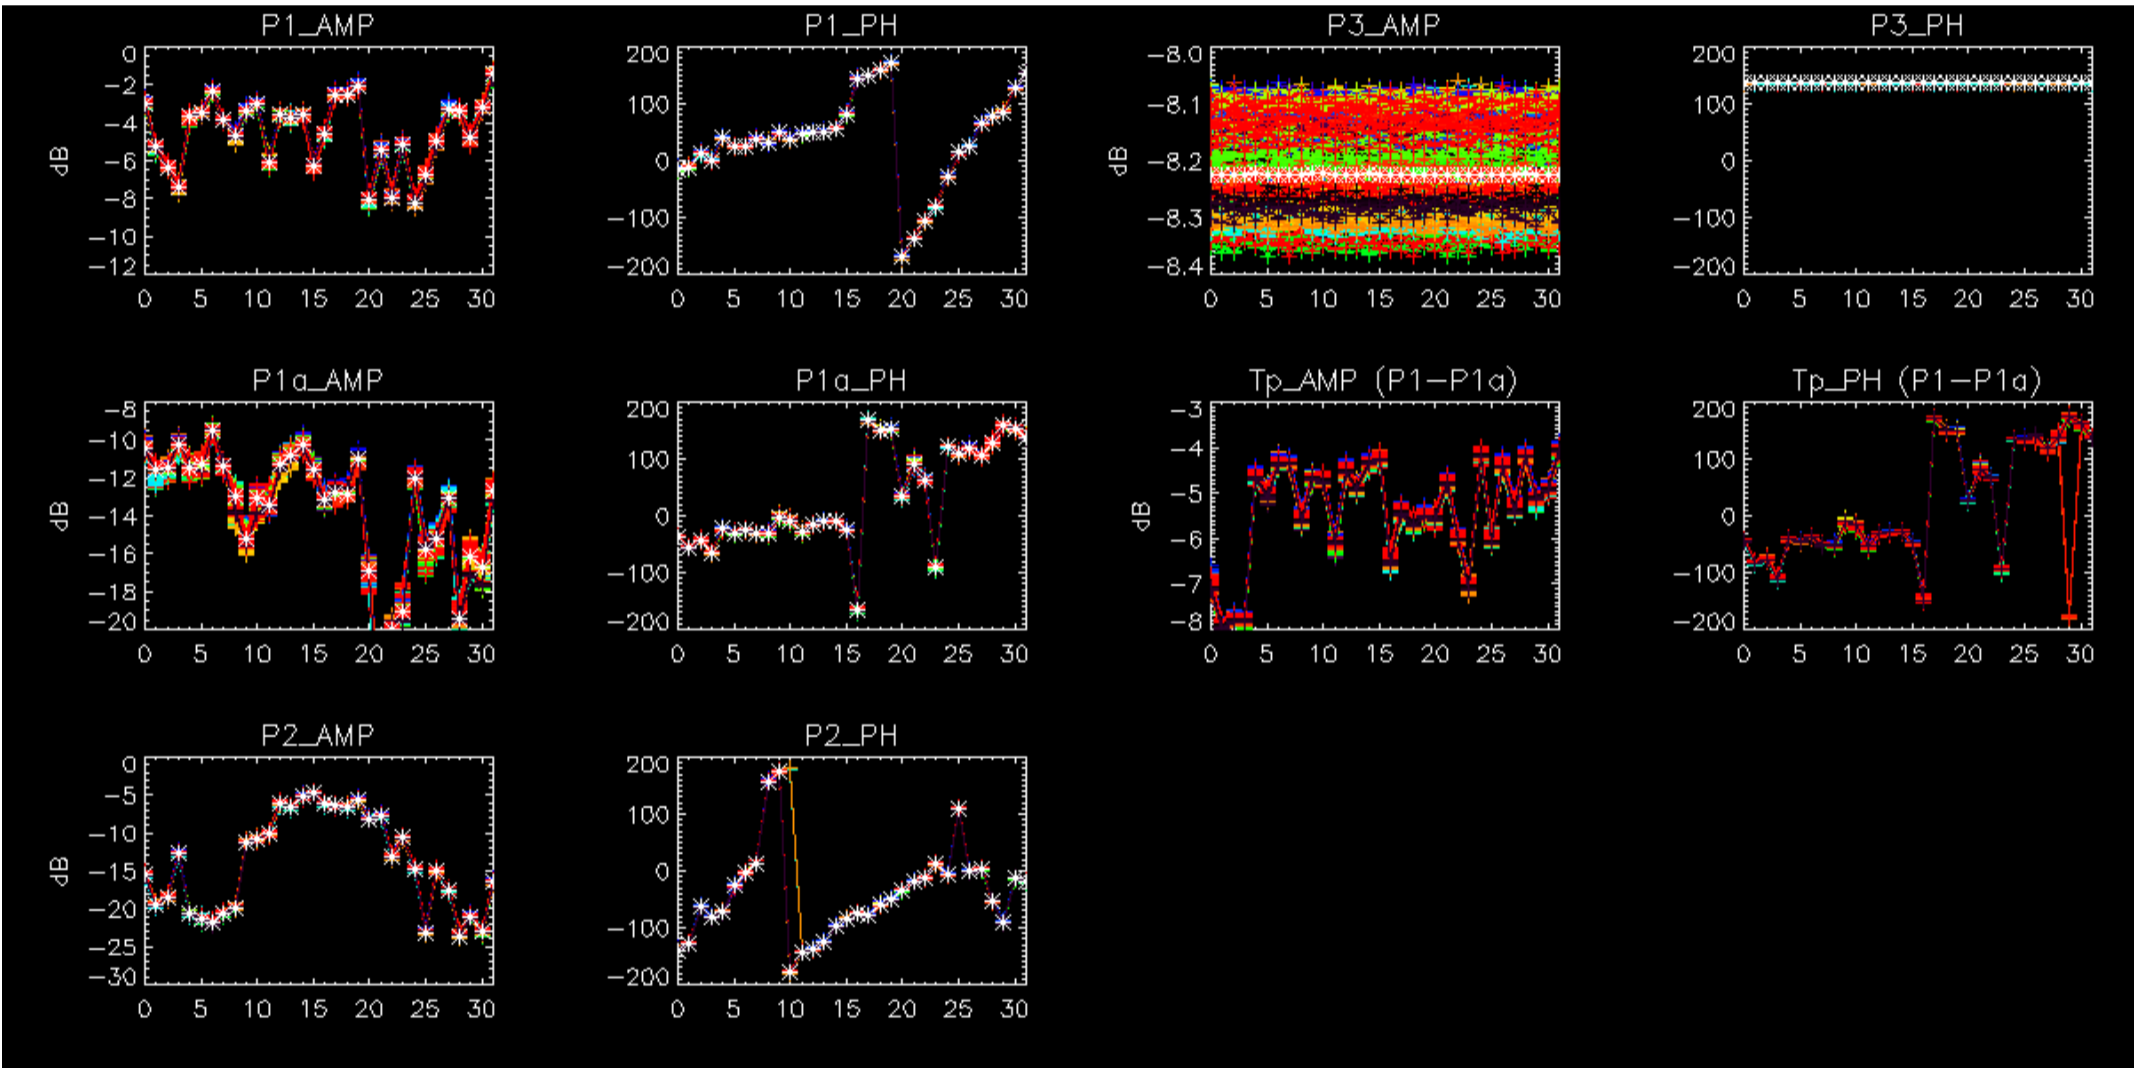 P1_AMP
P1_PH
P3_AMP
P3_PH
0
-2
-4
-6
-8
-10
-12
dB
0 5 10 15 20 25 30
200
100
0
-100
-200
0 5 10 15 20 25 30
-8.0
-8.1
-8.2
-8.3
-8.4
dB
0 5 10 15 20 25 30
200
100
0
-100
-200
0 5 10 15 20 25 30
P1a_AMP
P1a_PH
Tp_AMP (P1-P1a)
Tp_PH (P1-P1a)
-8
-10
-12
-14
-16
-18
-20
dB
0 5 10 15 20 25 30
200
100
0
-100
-200
0 5 10 15 20 25 30
-3
-4
-5
-6
-7
-8
dB
0 5 10 15 20 25 30
200
100
0
-100
-200
0 5 10 15 20 25 30
P2_AMP
P2_PH
0
-5
-10
-15
-20
-25
-30
dB
0 5 10 15 20 25 30
200
100
0
-100
-200
0 5 10 15 20 25 30